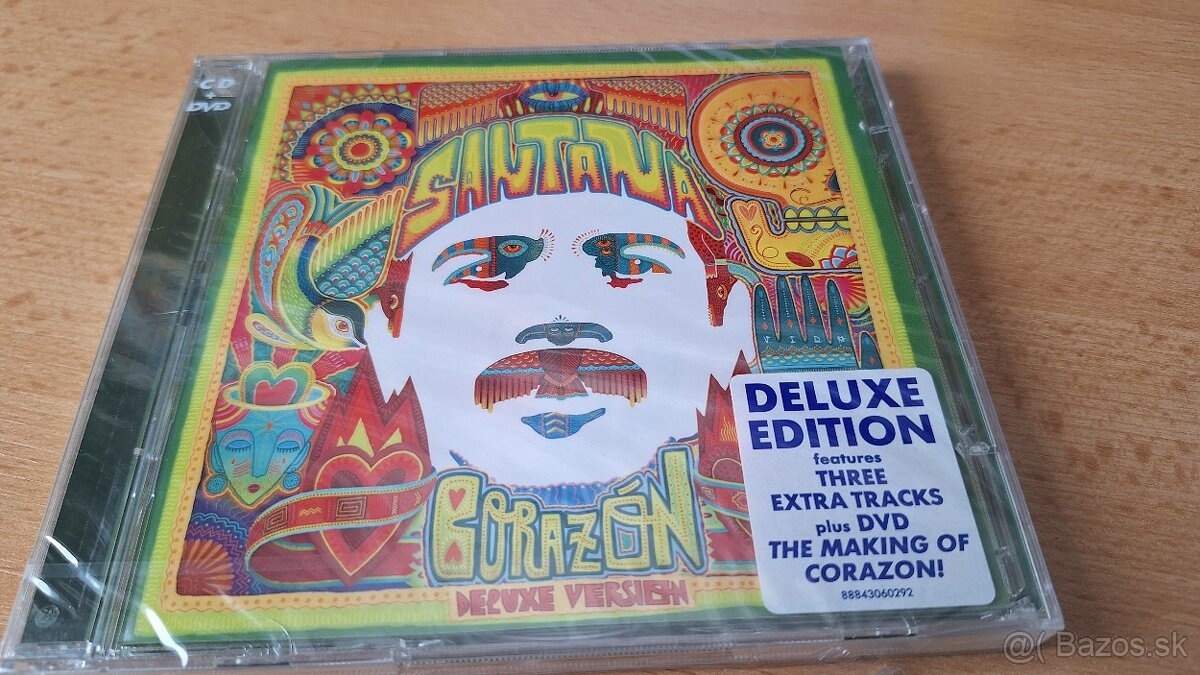 CD
+
DVD
SANTANA
VIDA
CORAZÓN
DELUXE VERSION
DELUXE
EDITION
features
THREE
EXTRA TRACKS
plus DVD
THE MAKING OF
CORAZON!
88843060292
@( Bazos.sk